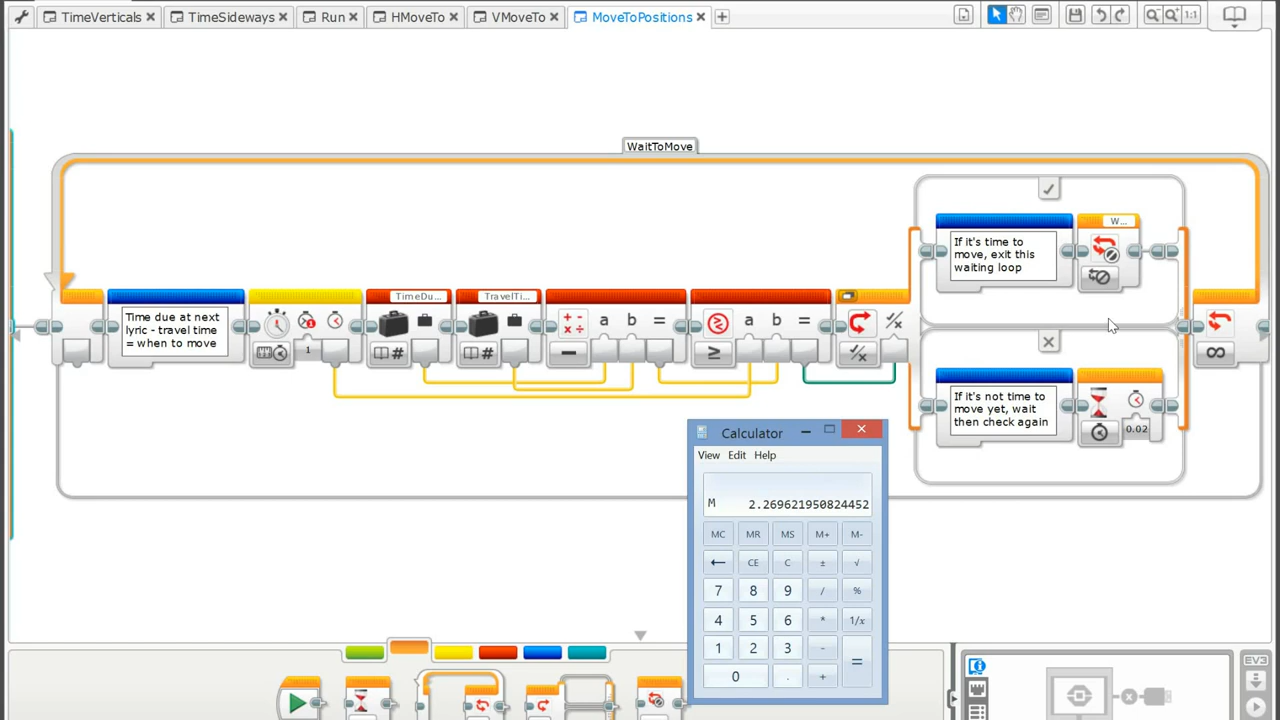 TimeVerticals TimeSideways Run HMoveTo VMoveTo MoveToPositions
1:1
WaitToMove
W...
If it's time to
move, exit this
waiting loop
TimeDu... TravelTi...
Time due at next
lyric - travel time
= when to move
a b = a b =
1
#
#
≥
∞
If it's not time to
move yet, wait
then check again
0.02
Calculator
View Edit Help
M 2.269621950824452
MC MR MS M+ M-
← CE C ± √
7 8 9 / %
4 5 6 * 1/x
1 2 3 - =
0 . +
EV3